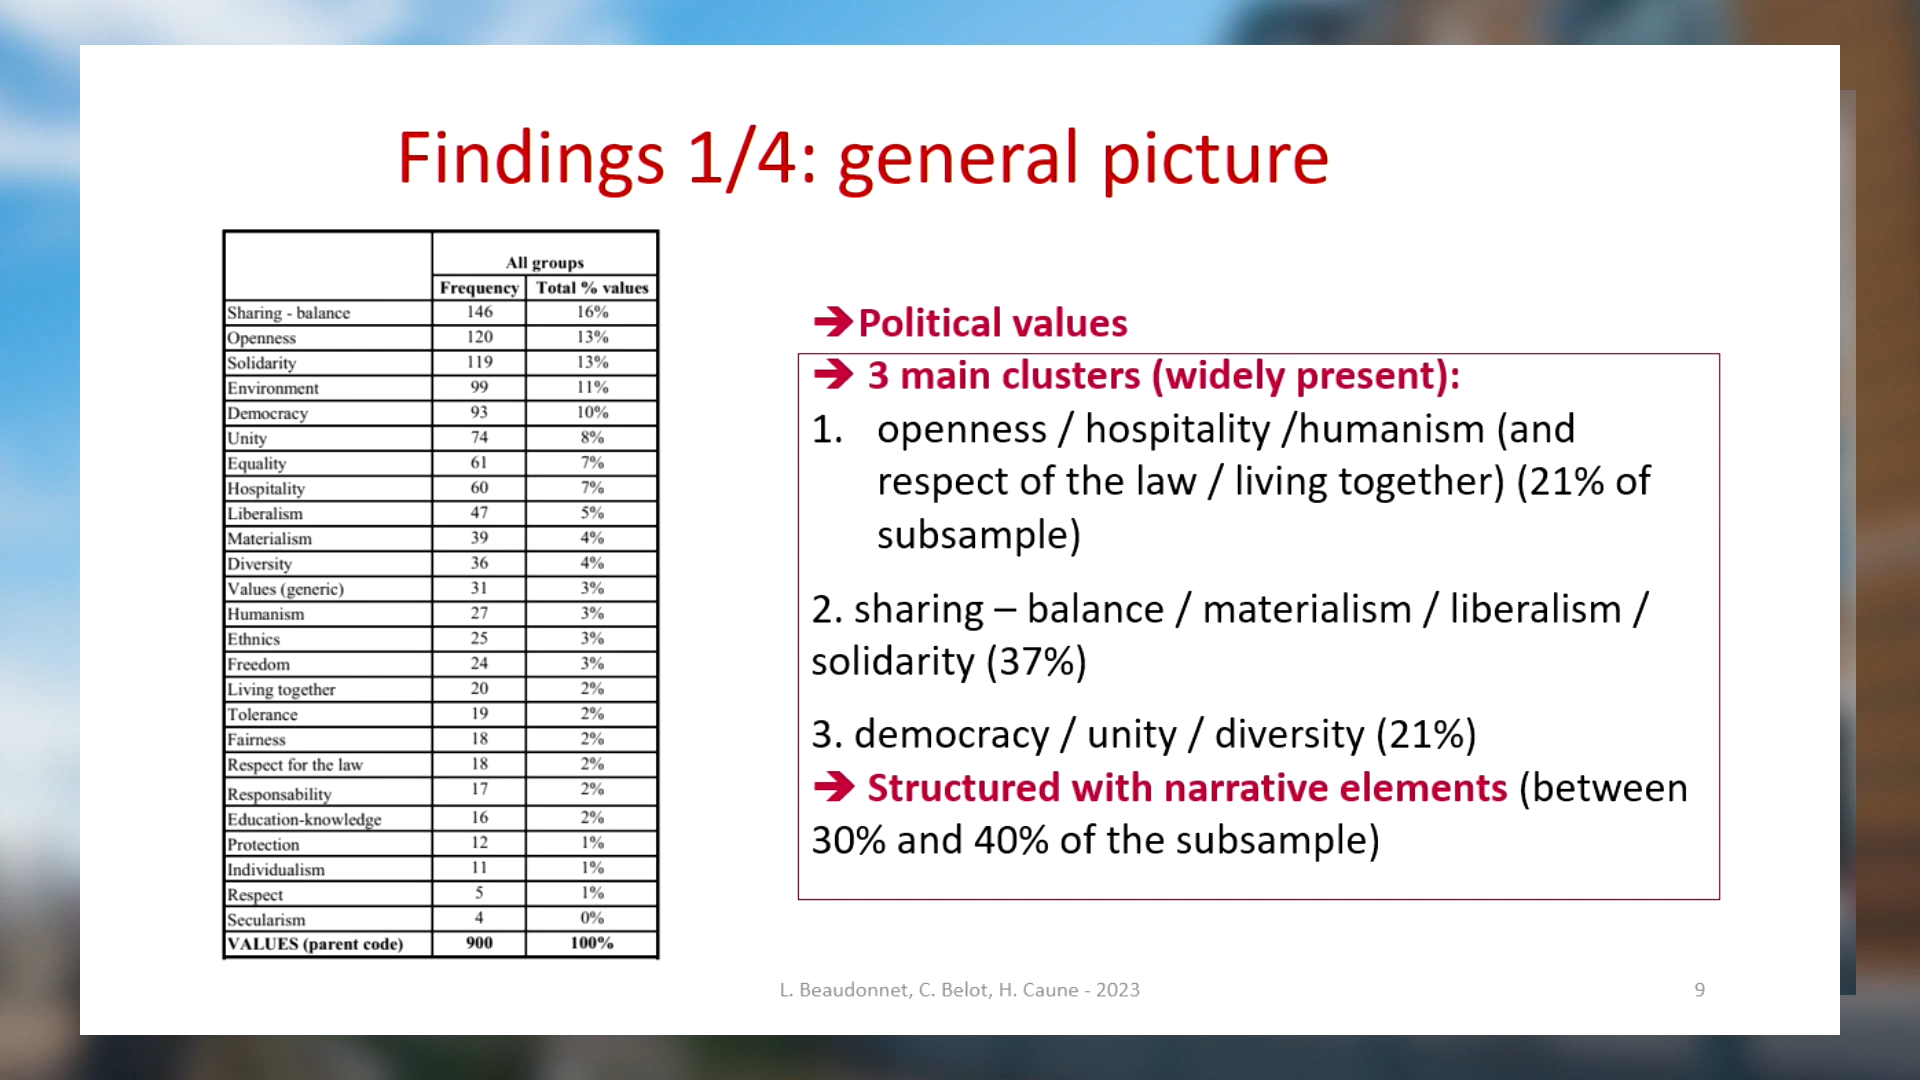 Findings 1/4: general picture
All groups
Frequency Total % values
Sharing - balance 146 16%
Openness 120 13%
Solidarity 119 13%
Environment 99 11%
Democracy 93 10%
Unity 74 8%
Equality 61 7%
Hospitality 60 7%
Liberalism 47 5%
Materialism 39 4%
Diversity 36 4%
Values (generic) 31 3%
Humanism 27 3%
Ethnics 25 3%
Freedom 24 3%
Living together 20 2%
Tolerance 19 2%
Fairness 18 2%
Respect for the law 18 2%
Responsability 17 2%
Education-knowledge 16 2%
Protection 12 1%
Individualism 11 1%
Respect 5 1%
Secularism 4 0%
VALUES (parent code) 900 100%
➔Political values
➔ 3 main clusters (widely present):
1. openness / hospitality /humanism (and
respect of the law / living together) (21% of
subsample)
2. sharing – balance / materialism / liberalism /
solidarity (37%)
3. democracy / unity / diversity (21%)
➔ Structured with narrative elements (between
30% and 40% of the subsample)
L. Beaudonnet, C. Belot, H. Caune - 2023
9